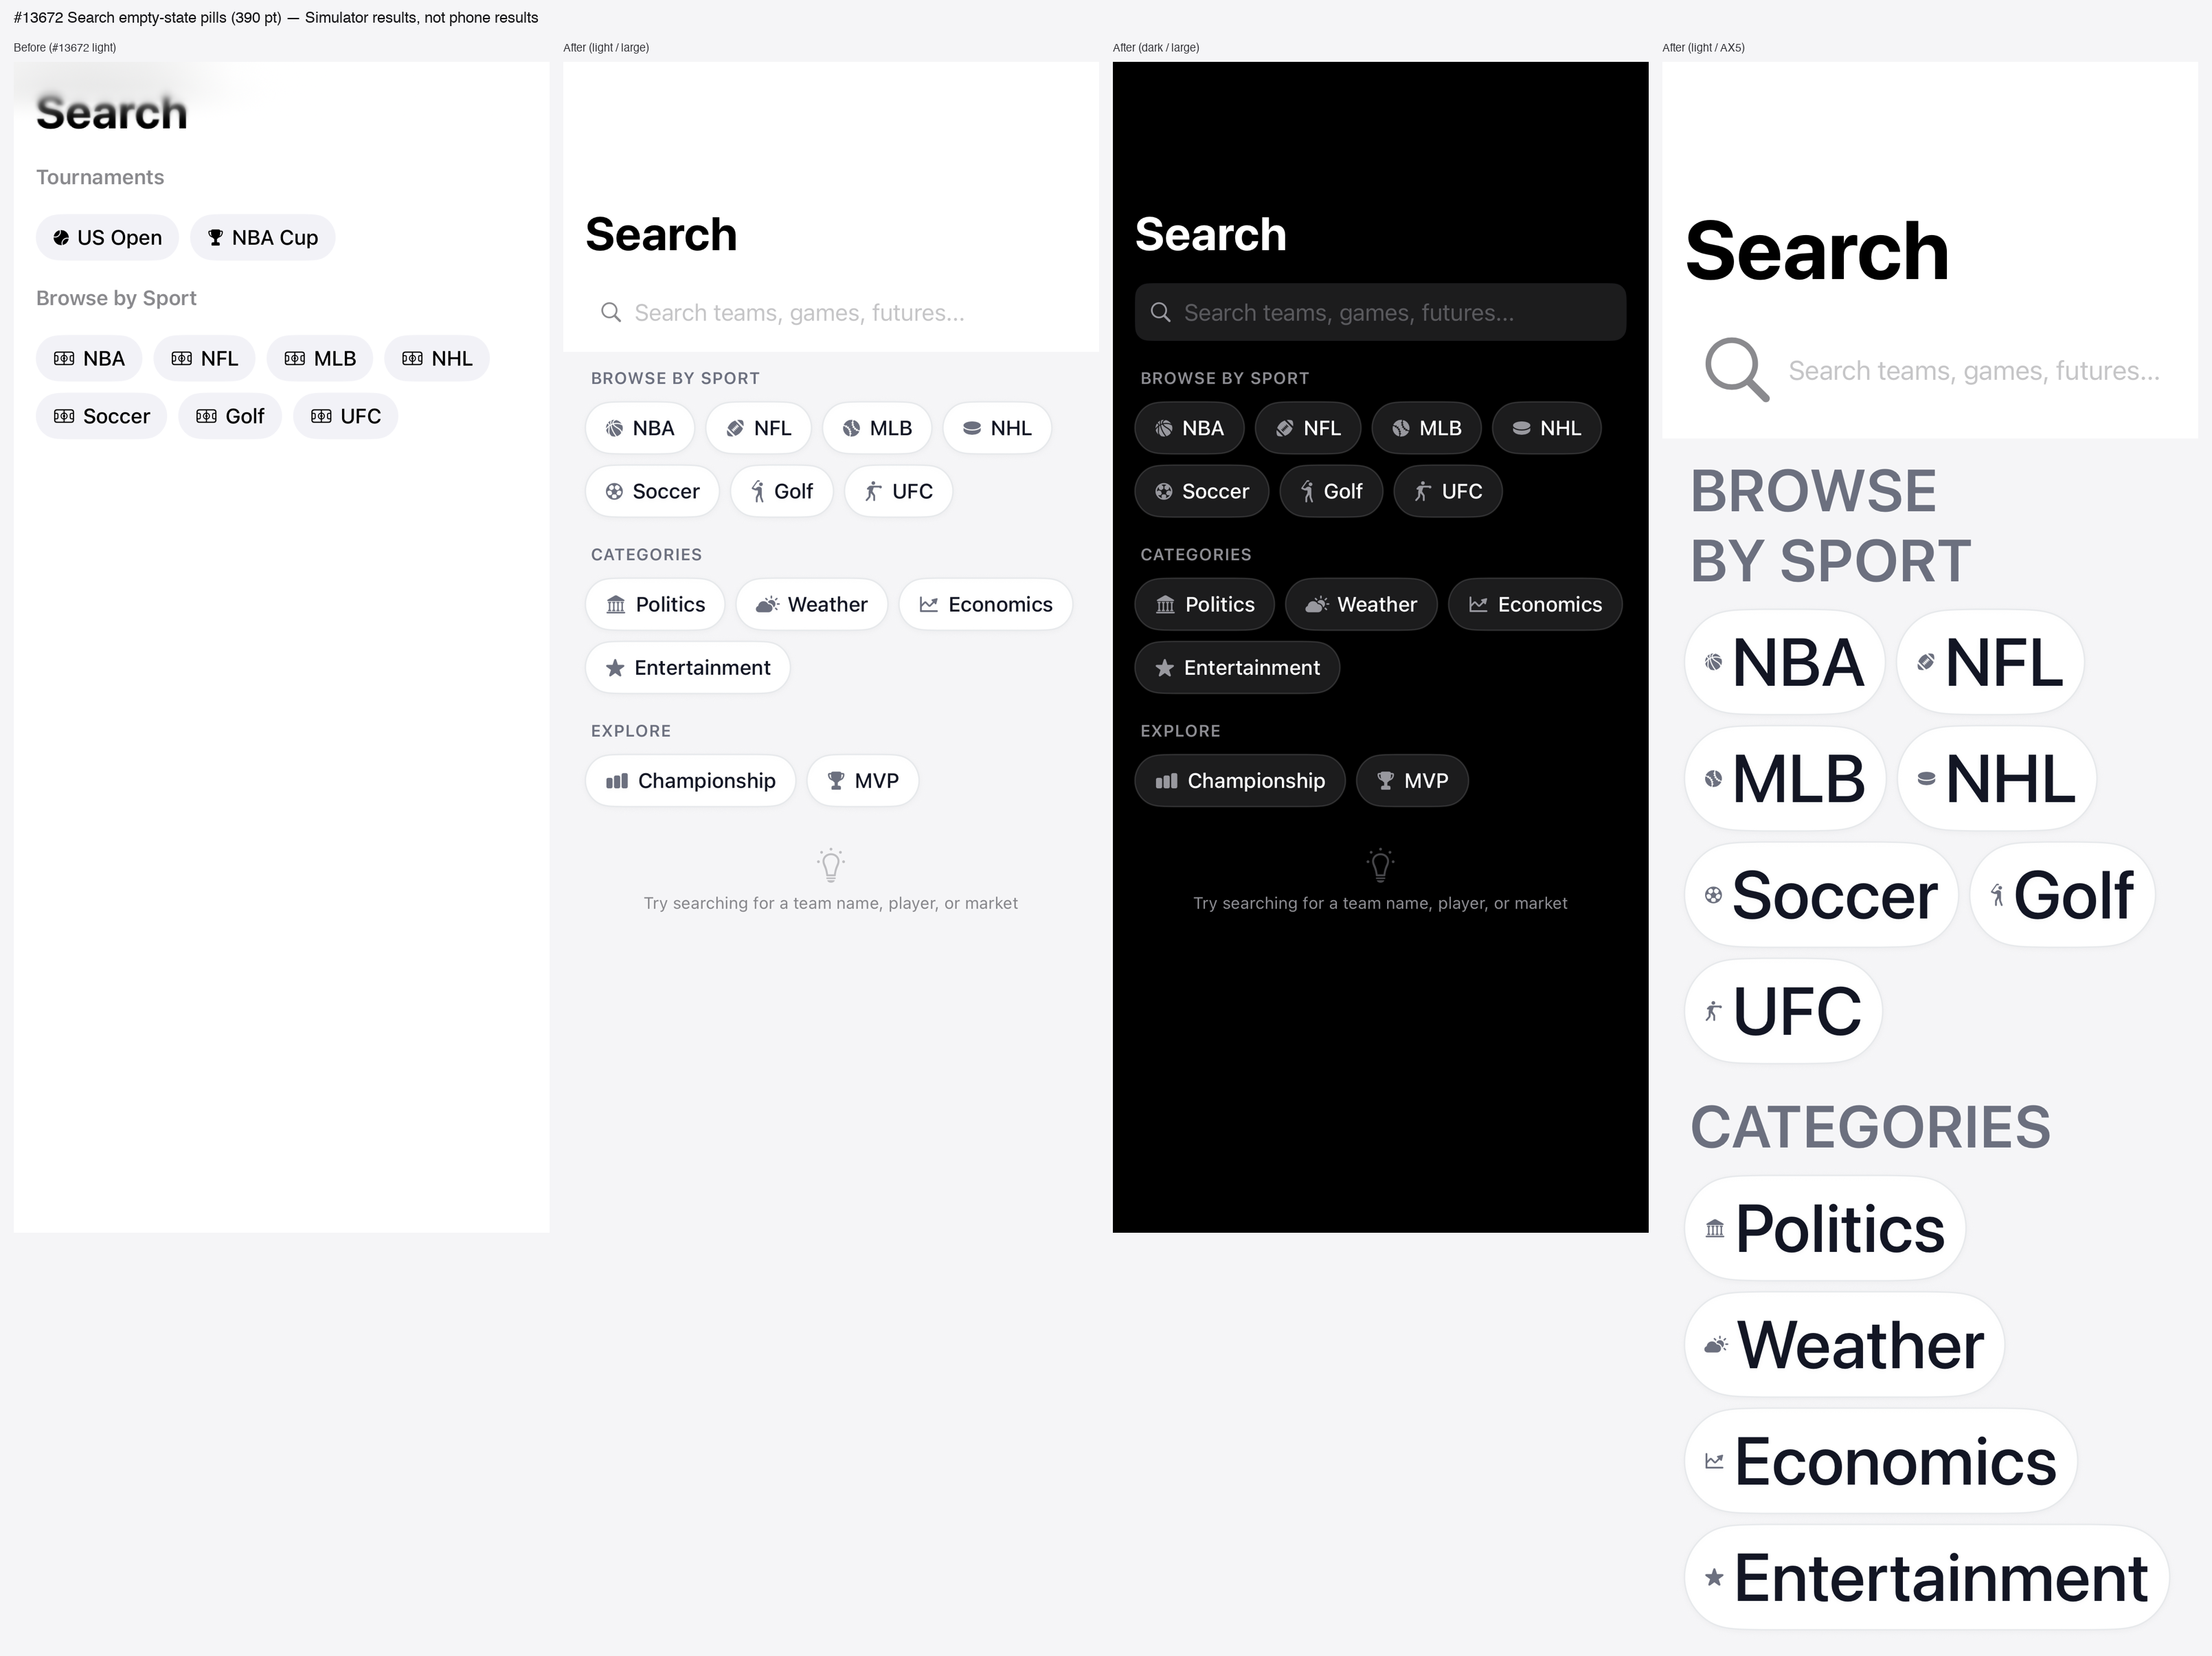 #13672 Search empty-state pills (390 pt) — Simulator results, not phone results
Before (#13672 light)
Search
Tournaments
US Open
NBA Cup
Browse by Sport
NBA
NFL
MLB
NHL
Soccer
Golf
UFC
After (light / large)
Search
Search teams, games, futures...
BROWSE BY SPORT
NBA
NFL
MLB
NHL
Soccer
Golf
UFC
CATEGORIES
Politics
Weather
Economics
Entertainment
EXPLORE
Championship
MVP
Try searching for a team name, player, or market
After (dark / large)
Search
Search teams, games, futures...
BROWSE BY SPORT
NBA
NFL
MLB
NHL
Soccer
Golf
UFC
CATEGORIES
Politics
Weather
Economics
Entertainment
EXPLORE
Championship
MVP
Try searching for a team name, player, or market
After (light / AX5)
Search
Search teams, games, futures...
BROWSE
BY SPORT
NBA
NFL
MLB
NHL
Soccer
Golf
UFC
CATEGORIES
Politics
Weather
Economics
Entertainment